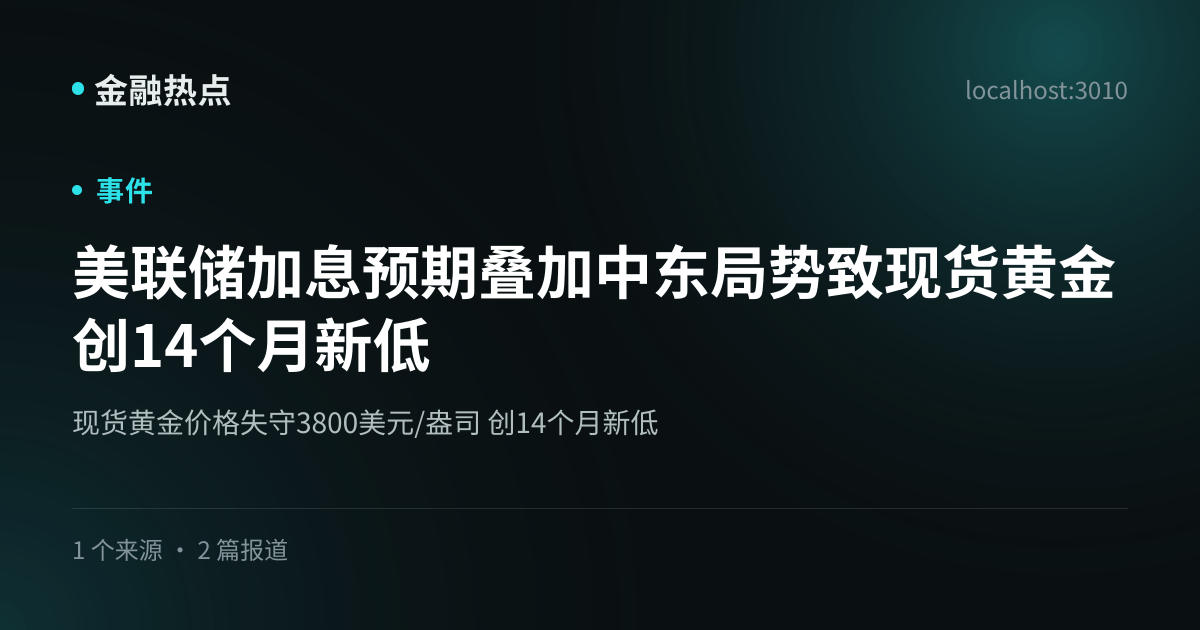 金融热点
localhost:3010
事件
美联储加息预期叠加中东局势致现货黄金
创14个月新低
现货黄金价格失守3800美元/盎司 创14个月新低
1 个来源 · 2 篇报道